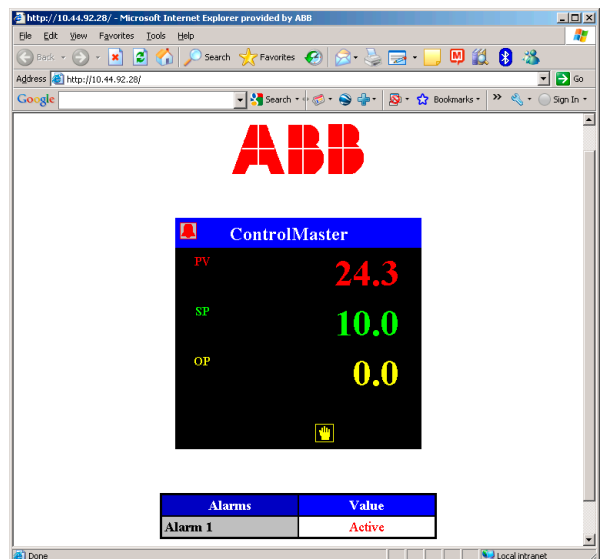 http://10.44.92.28/ - Microsoft Internet Explorer provided by ABB
File Edit View Favorites Tools Help
Back Search Favorites
Address http://10.44.92.28/ Go
Google Search Bookmarks Sign In
ABB
ControlMaster
PV 24.3
SP 10.0
OP 0.0
Alarms Value
Alarm 1 Active
Done Local intranet